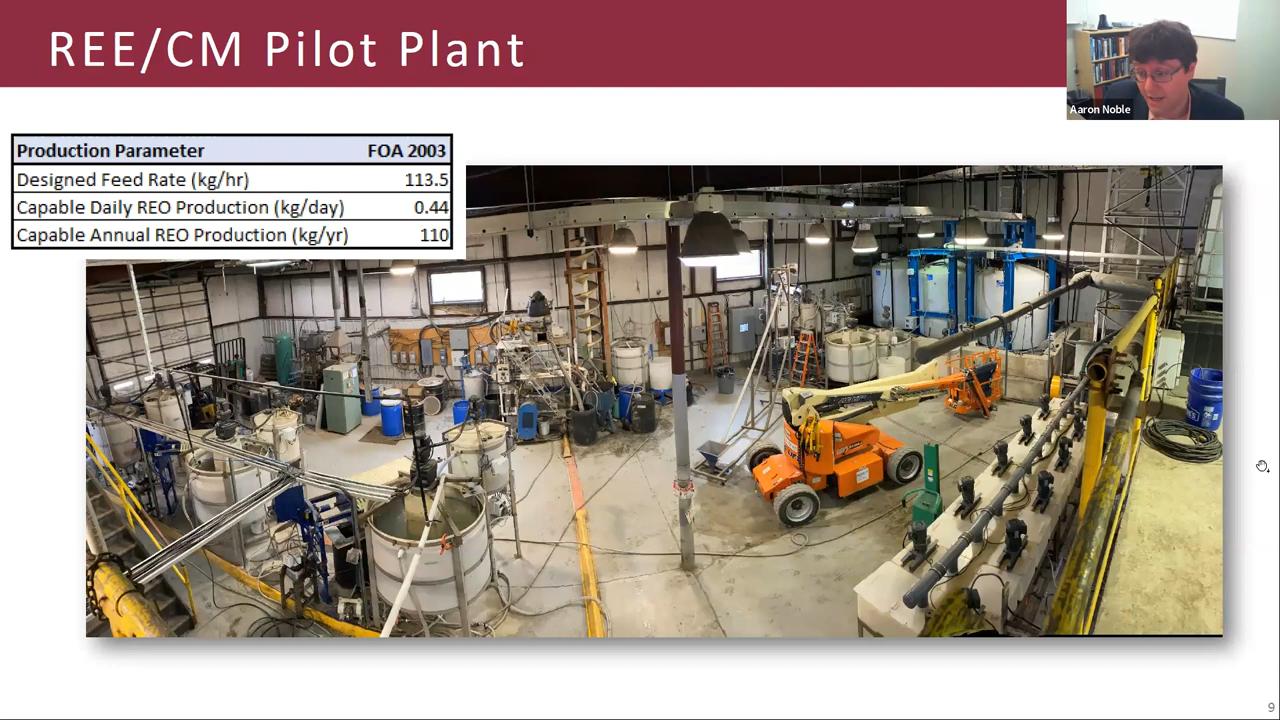 REE/CM Pilot Plant
Aaron Noble
Production Parameter FOA 2003
Designed Feed Rate (kg/hr) 113.5
Capable Daily REO Production (kg/day) 0.44
Capable Annual REO Production (kg/yr) 110
9